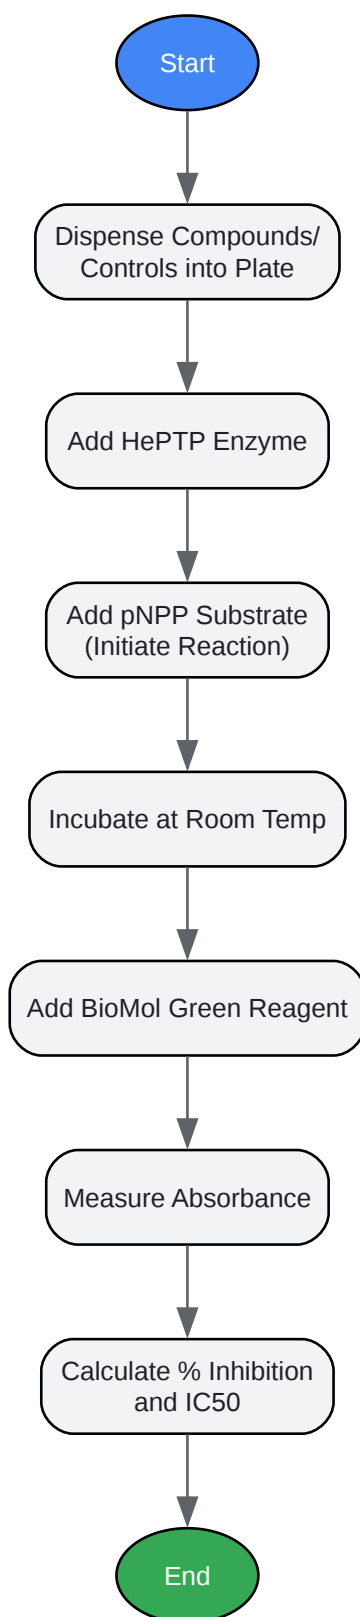 Start
Dispense Compounds/
Controls into Plate
Add HePTP Enzyme
Add pNPP Substrate
(Initiate Reaction)
Incubate at Room Temp
Add BioMol Green Reagent
Measure Absorbance
Calculate % Inhibition
and IC50
End